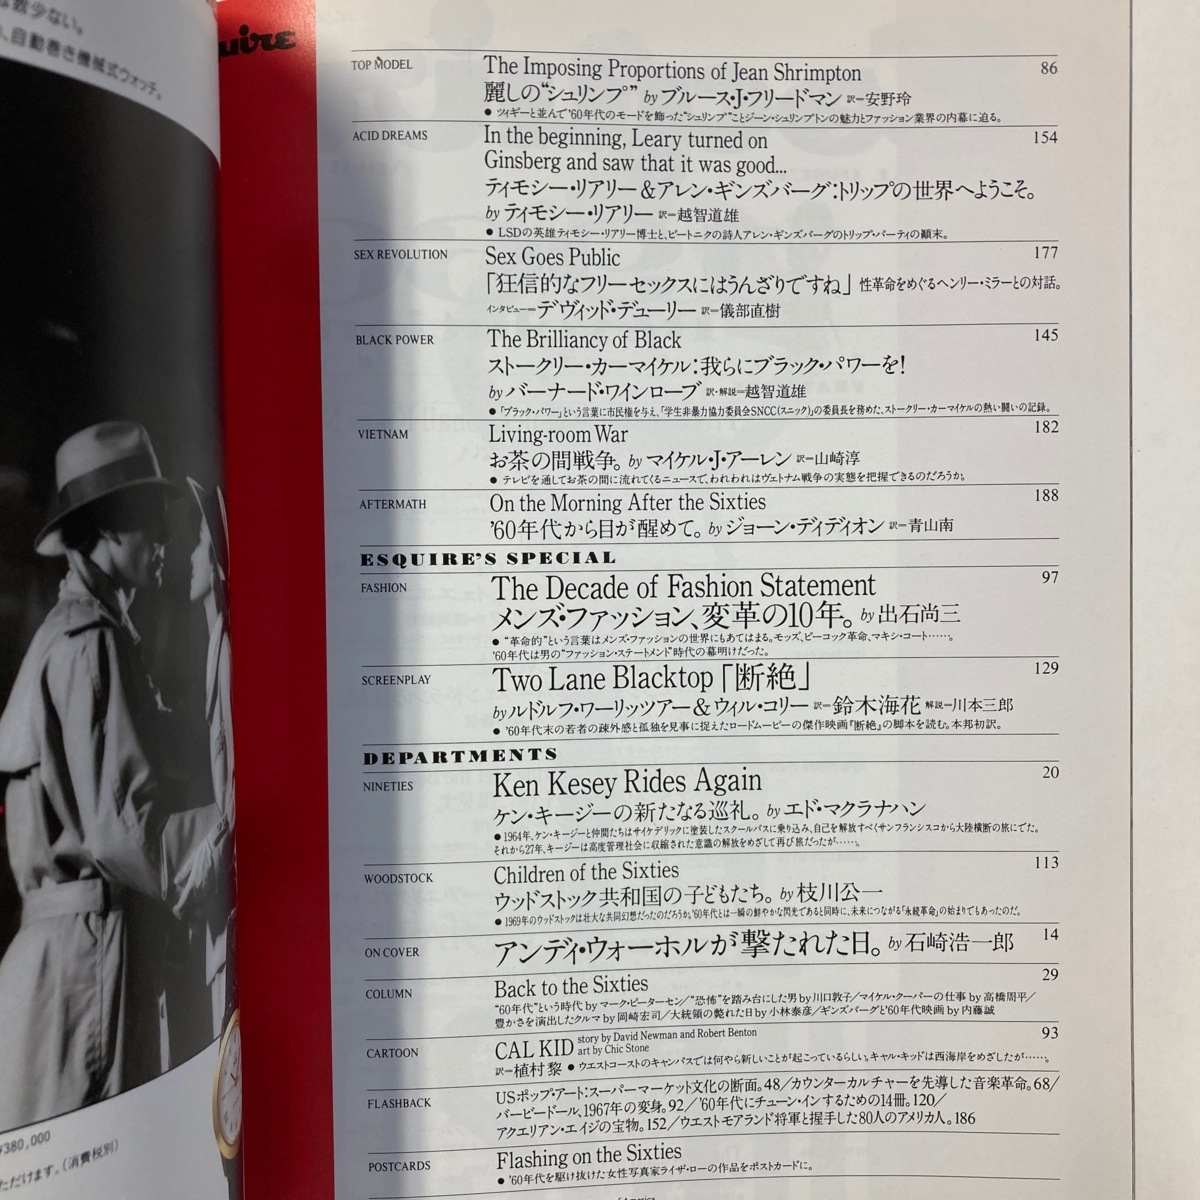 な数少ない。
、自動巻き機械式ウォッチ。
¥380,000
ただけます。(消費税別)
uire
TOP MODEL
The Imposing Proportions of Jean Shrimpton 86
麗しの“シュリンプ” by ブルース・J・フリードマン 訳=安野玲
● ツイギーと並んで’60年代のモードを飾った“シュリンプ”ことジーン・シュリンプトンの魅力とファッション業界の内幕に迫る。
ACID DREAMS
In the beginning, Leary turned on 154
Ginsberg and saw that it was good...
ティモシー・リアリー&アレン・ギンズバーグ:トリップの世界へようこそ。
by ティモシー・リアリー 訳=越智道雄
● LSDの英雄ティモシー・リアリー博士と、ビートニクの詩人アレン・ギンズバーグのトリップ・パーティの顚末。
SEX REVOLUTION
Sex Goes Public 177
「狂信的なフリーセックスにはうんざりですね」 性革命をめぐるヘンリー・ミラーとの対話。
インタビュー=デヴィッド・デューリー 訳=儀部直樹
BLACK POWER
The Brilliancy of Black 145
ストークリー・カーマイケル:我らにブラック・パワーを!
by バーナード・ワインローブ 訳・解説=越智道雄
● 「ブラック・パワー」という言葉に市民権を与え、「学生非暴力協力委員会SNCC(スニック)」の委員長を務めた、ストークリー・カーマイケルの熱い闘いの記録。
VIETNAM
Living-room War 182
お茶の間戦争。by マイケル・J・アーレン 訳=山崎淳
● テレビを通してお茶の間に流れてくるニュースで、われわれはヴェトナム戦争の実態を把握できるのだろうか。
AFTERMATH
On the Morning After the Sixties 188
’60年代から目が醒めて。by ジョーン・ディディオン 訳=青山南
ESQUIRE’S SPECIAL
FASHION
The Decade of Fashion Statement 97
メンズ・ファッション、変革の10年。by 出石尚三
● “革命的”という言葉はメンズ・ファッションの世界にもあてはまる。モッズ、ピーコック革命、マキシ・コート……。
’60年代は男の“ファッション・ステートメント”時代の幕明けだった。
SCREENPLAY
Two Lane Blacktop「断絶」 129
by ルドルフ・ワーリッツアー&ウィル・コリー 訳=鈴木海花 解説=川本三郎
● ’60年代末の若者の疎外感と孤独を見事に捉えたロードムービーの傑作映画『断絶』の脚本を読む。本邦初訳。
DEPARTMENTS
NINETIES
Ken Kesey Rides Again 20
ケン・キージーの新たなる巡礼。by エド・マクラナハン
● 1964年、ケン・キージーと仲間たちはサイケデリックに塗装したスクールバスに乗り込み、自己を解放すべくサンフランシスコから大陸横断の旅にでた。
それから27年、キージーは高度管理社会に収縮された意識の解放をめざして再び旅だったが……。
WOODSTOCK
Children of the Sixties 113
ウッドストック共和国の子どもたち。by 枝川公一
● 1969年のウッドストックは壮大な共同幻想だったのだろうか。’60年代とは一瞬の鮮やかな閃光であると同時に、未来につながる「永続革命」の始まりでもあったのだ。
ON COVER
アンディ・ウォーホルが撃たれた日。by 石崎浩一郎 14
COLUMN
Back to the Sixties 29
“60年代”という時代 by マーク・ピーターセン/“恐怖”を踏み台にした男 by 川口敦子/マイケル・クーパーの仕事 by 高橋周平/
豊かさを演出したクルマ by 岡崎宏司/大統領の斃れた日 by 小林泰彦/ギンズバーグと’60年代映画 by 内藤誠
CARTOON
CAL KID story by David Newman and Robert Benton 93
art by Chic Stone
訳=植村黎 ● ウエストコーストのキャンパスでは何やら新しいことが起こっているらしい。キャル・キッドは西海岸をめざしたが……。
FLASHBACK
USポップ・アート:スーパーマーケット文化の断面。48/カウンターカルチャーを先導した音楽革命。68/
バービードール、1967年の変身。92/’60年代にチューン・インするための14冊。120/
アクエリアン・エイジの宝物。152/ウエストモアランド将軍と握手した80人のアメリカ人。186
POSTCARDS
Flashing on the Sixties
● ’60年代を駆け抜けた女性写真家ライザ・ローの作品をポストカードに。
of America